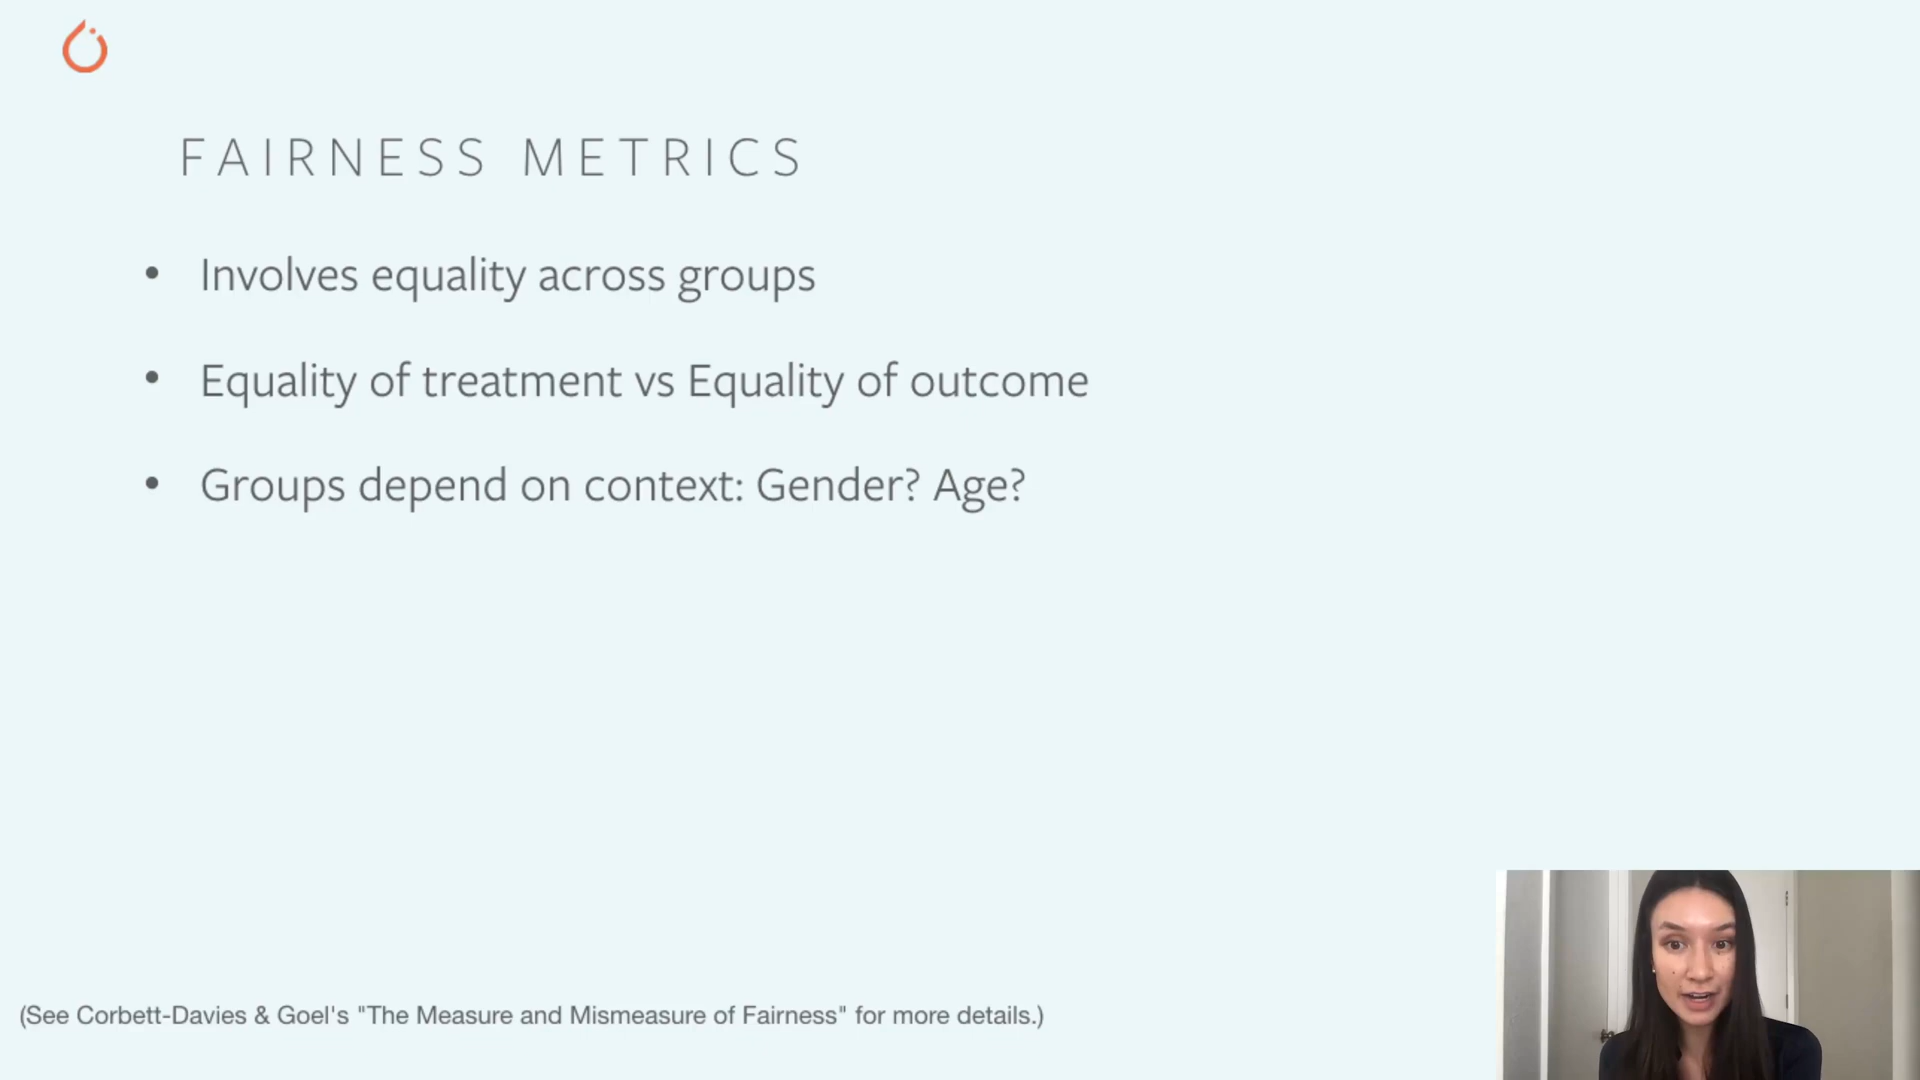 FAIRNESS METRICS
• Involves equality across groups
• Equality of treatment vs Equality of outcome
• Groups depend on context: Gender? Age?
(See Corbett-Davies & Goel's "The Measure and Mismeasure of Fairness" for more details.)